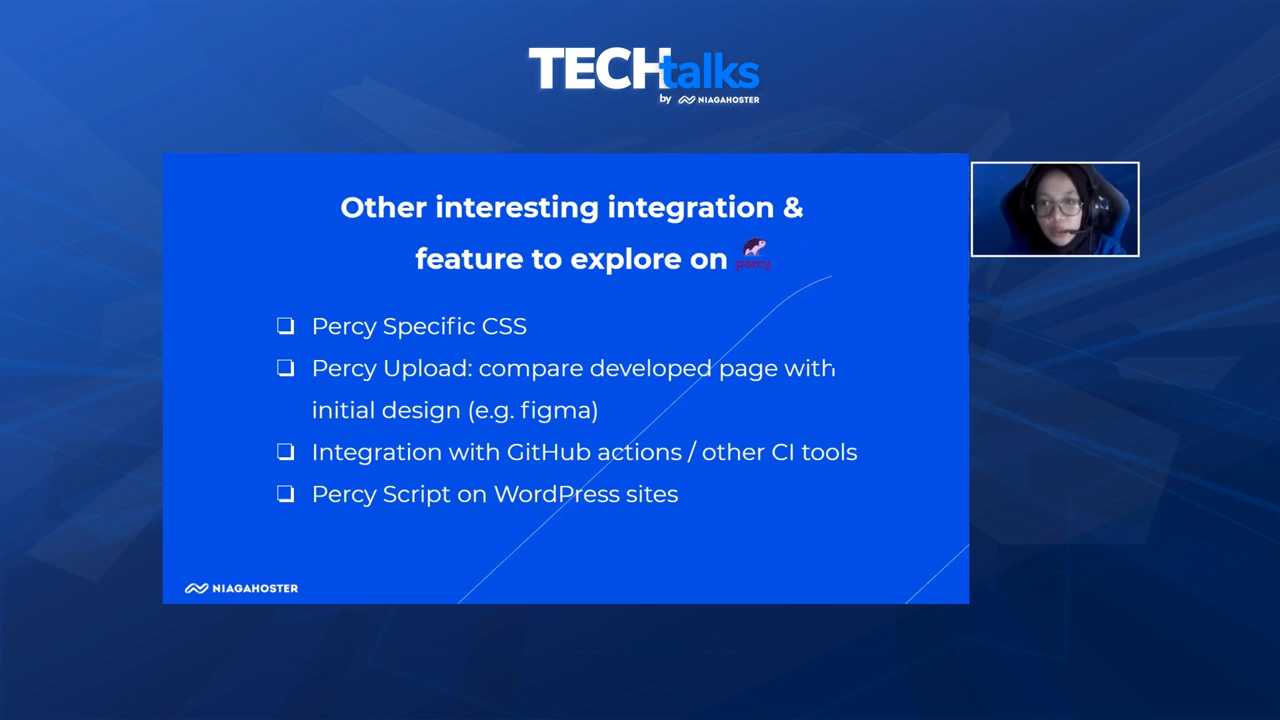 TECHtalks
by NIAGAHOSTER
Other interesting integration &
feature to explore on percy
❏ Percy Specific CSS
❏ Percy Upload: compare developed page with
initial design (e.g. figma)
❏ Integration with GitHub actions / other CI tools
❏ Percy Script on WordPress sites
NIAGAHOSTER